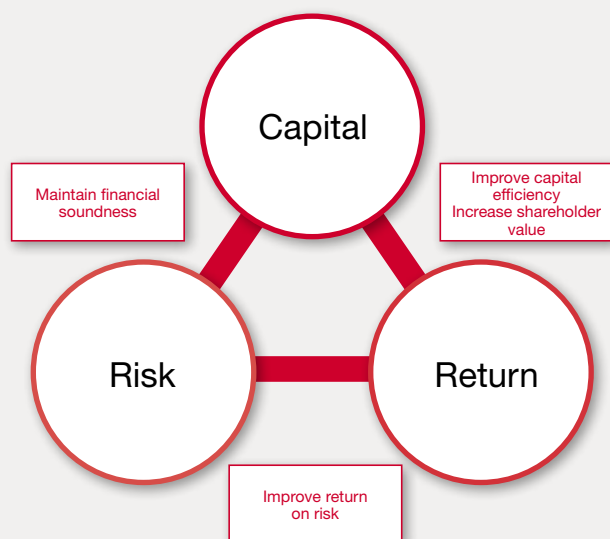 Capital
Maintain financial
soundness
Improve capital
efficiency
Increase shareholder
value
Risk
Return
Improve return
on risk